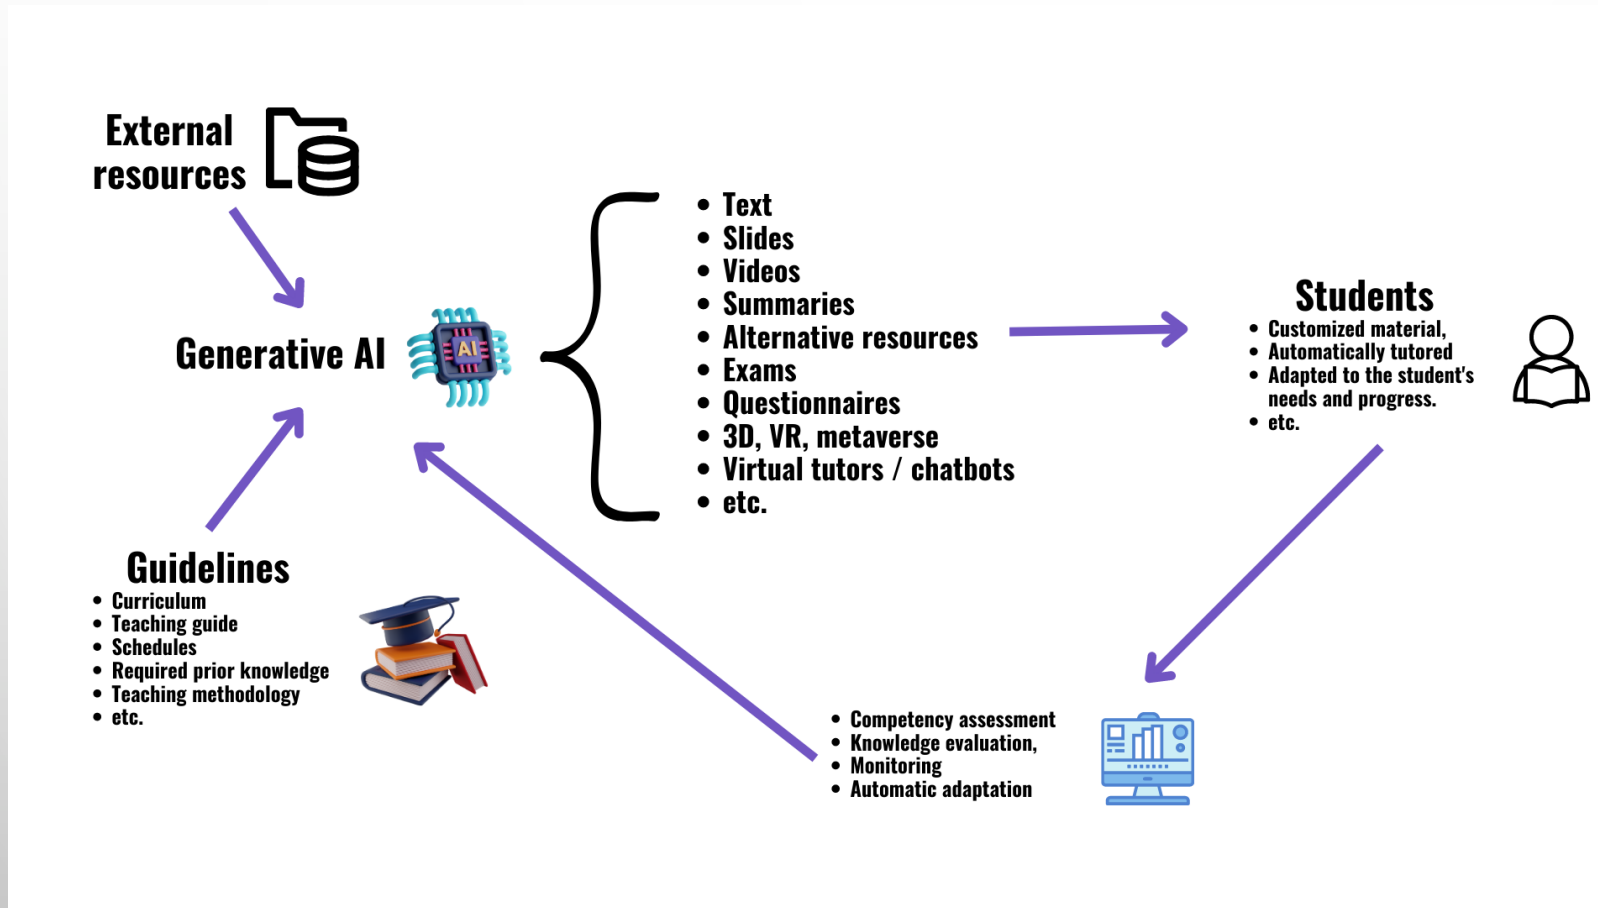 External
resources
Generative AI
AI
Guidelines
• Curriculum
• Teaching guide
• Schedules
• Required prior knowledge
• Teaching methodology
• etc.
• Text
• Slides
• Videos
• Summaries
• Alternative resources
• Exams
• Questionnaires
• 3D, VR, metaverse
• Virtual tutors / chatbots
• etc.
Students
• Customized material,
• Automatically tutored
• Adapted to the student's
needs and progress.
• etc.
• Competency assessment
• Knowledge evaluation,
• Monitoring
• Automatic adaptation